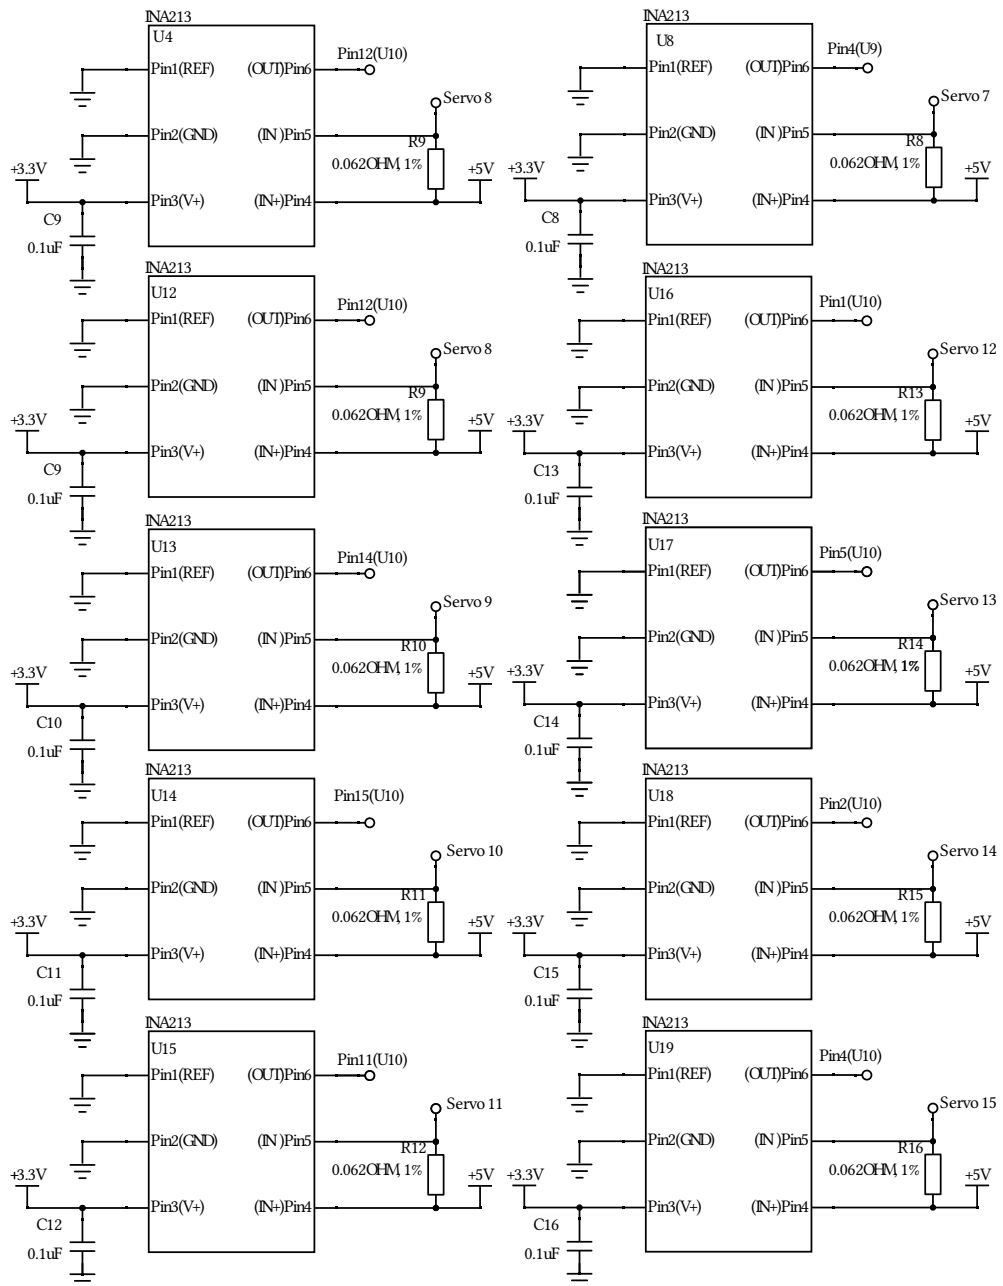 INA213
U4
Pin12(U10)
Pin1(REF)
(OUT)Pin6
Servo 8
Pin2(GND)
(IN )Pin5
R9
0.062OHM, 1%
+3.3V
+5V
Pin3(V+)
(IN+)Pin4
C9
0.1uF
INA213
U8
Pin4(U9)
Pin1(REF)
(OUT)Pin6
Servo 7
Pin2(GND)
(IN )Pin5
R8
0.062OHM, 1%
+3.3V
+5V
Pin3(V+)
(IN+)Pin4
C8
0.1uF
INA213
U12
Pin12(U10)
Pin1(REF)
(OUT)Pin6
Servo 8
Pin2(GND)
(IN )Pin5
R9
0.062OHM, 1%
+3.3V
+5V
Pin3(V+)
(IN+)Pin4
C9
0.1uF
INA213
U16
Pin1(U10)
Pin1(REF)
(OUT)Pin6
Servo 12
Pin2(GND)
(IN )Pin5
R13
0.062OHM, 1%
+3.3V
+5V
Pin3(V+)
(IN+)Pin4
C13
0.1uF
INA213
U13
Pin14(U10)
Pin1(REF)
(OUT)Pin6
Servo 9
Pin2(GND)
(IN )Pin5
R10
0.062OHM, 1%
+3.3V
+5V
Pin3(V+)
(IN+)Pin4
C10
0.1uF
INA213
U17
Pin5(U10)
Pin1(REF)
(OUT)Pin6
Servo 13
Pin2(GND)
(IN )Pin5
R14
0.062OHM, 1%
+3.3V
+5V
Pin3(V+)
(IN+)Pin4
C14
0.1uF
INA213
U14
Pin15(U10)
Pin1(REF)
(OUT)Pin6
Servo 10
Pin2(GND)
(IN )Pin5
R11
0.062OHM, 1%
+3.3V
+5V
Pin3(V+)
(IN+)Pin4
C11
0.1uF
INA213
U18
Pin2(U10)
Pin1(REF)
(OUT)Pin6
Servo 14
Pin2(GND)
(IN )Pin5
R15
0.062OHM, 1%
+3.3V
+5V
Pin3(V+)
(IN+)Pin4
C15
0.1uF
INA213
U15
Pin11(U10)
Pin1(REF)
(OUT)Pin6
Servo 11
Pin2(GND)
(IN )Pin5
R12
0.062OHM, 1%
+3.3V
+5V
Pin3(V+)
(IN+)Pin4
C12
0.1uF
INA213
U19
Pin4(U10)
Pin1(REF)
(OUT)Pin6
Servo 15
Pin2(GND)
(IN )Pin5
R16
0.062OHM, 1%
+3.3V
+5V
Pin3(V+)
(IN+)Pin4
C16
0.1uF